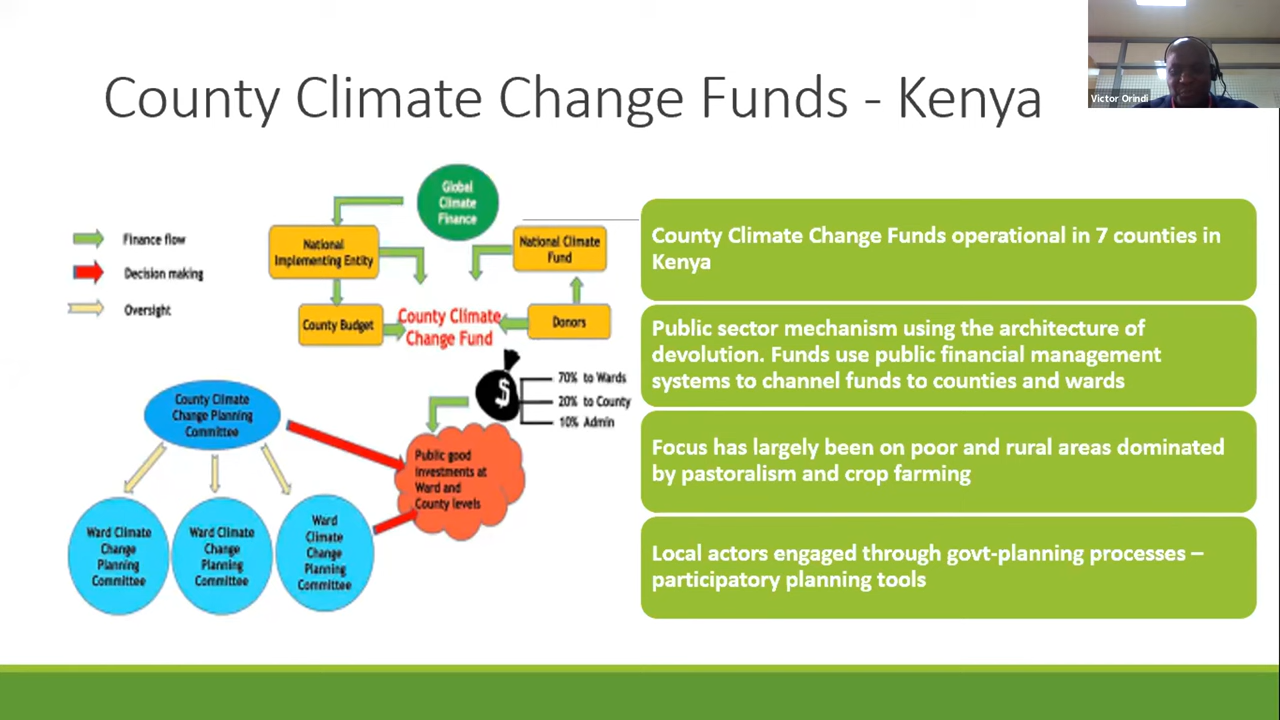 County Climate Change Funds - Kenya
Victor Orindi
Global
Climate
Finance
Finance flow
Decision making
Oversight
National
Implementing Entity
National Climate
Fund
County Budget
County Climate
Change Fund
Donors
70% to Wards
20% to County
10% Admin
$
County Climate
Change Planning
Committee
Public good
investments at
Ward and
County levels
Ward Climate
Change
Planning
Committee
Ward Climate
Change
Planning
Committee
Ward
Climate
Change
Planning
Committee
County Climate Change Funds operational in 7 counties in
Kenya
Public sector mechanism using the architecture of
devolution. Funds use public financial management
systems to channel funds to counties and wards
Focus has largely been on poor and rural areas dominated
by pastoralism and crop farming
Local actors engaged through govt-planning processes –
participatory planning tools